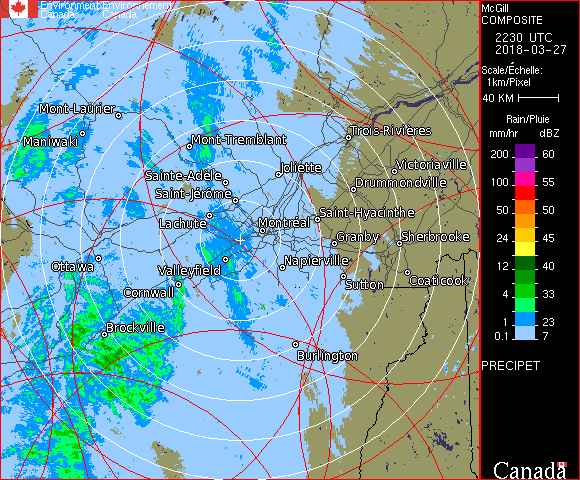 Environment Environnement
Canada Canada
McGill
COMPOSITE
2230 UTC
2018-03-27
Scale/Échelle:
1km/Pixel
40 KM
Rain/Pluie
mm/hr dBZ
200 60
55
100 55
50 50
24 45
12 40
4 33
1 23
0.1 7
PRECIPET
Canada
Mont-Laurier
Maniwaki
Mont-Tremblant
Trois-Rivières
Joliette
Victoriaville
Sainte-Adèle
Drummondville
Saint-Jérôme
Lachute
Saint-Hyacinthe
Montréal
Granby
Sherbrooke
Ottawa
Valleyfield
Napierville
Sutton
Coaticook
Cornwall
Brockville
Burlington